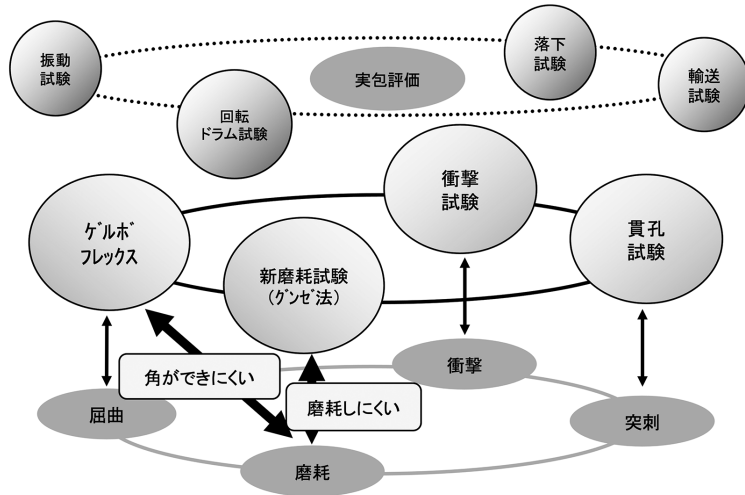 振動
試験
落下
試験
実包評価
輸送
試験
回転
ドラム試験
衝撃
試験
ｹﾞﾙﾎﾞ
フレックス
貫孔
試験
新磨耗試験
(ｸﾞﾝｾﾞ法)
衝撃
角ができにくい
磨耗しにくい
屈曲
突刺
磨耗